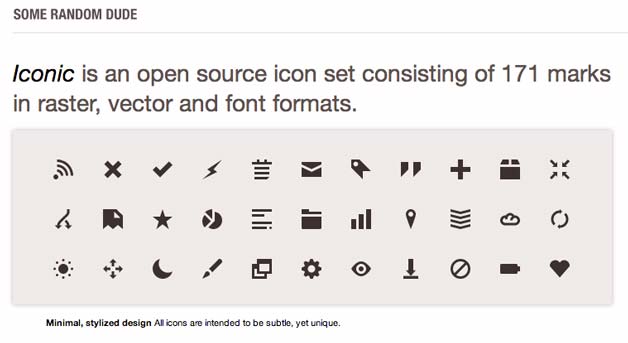 SOME RANDOM DUDE
Iconic is an open source icon set consisting of 171 marks
in raster, vector and font formats.
Minimal, stylized design All icons are intended to be subtle, yet unique.